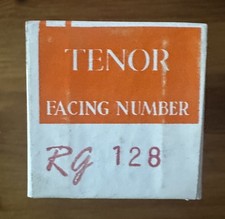 TENOR
FACING NUMBER
RG 128